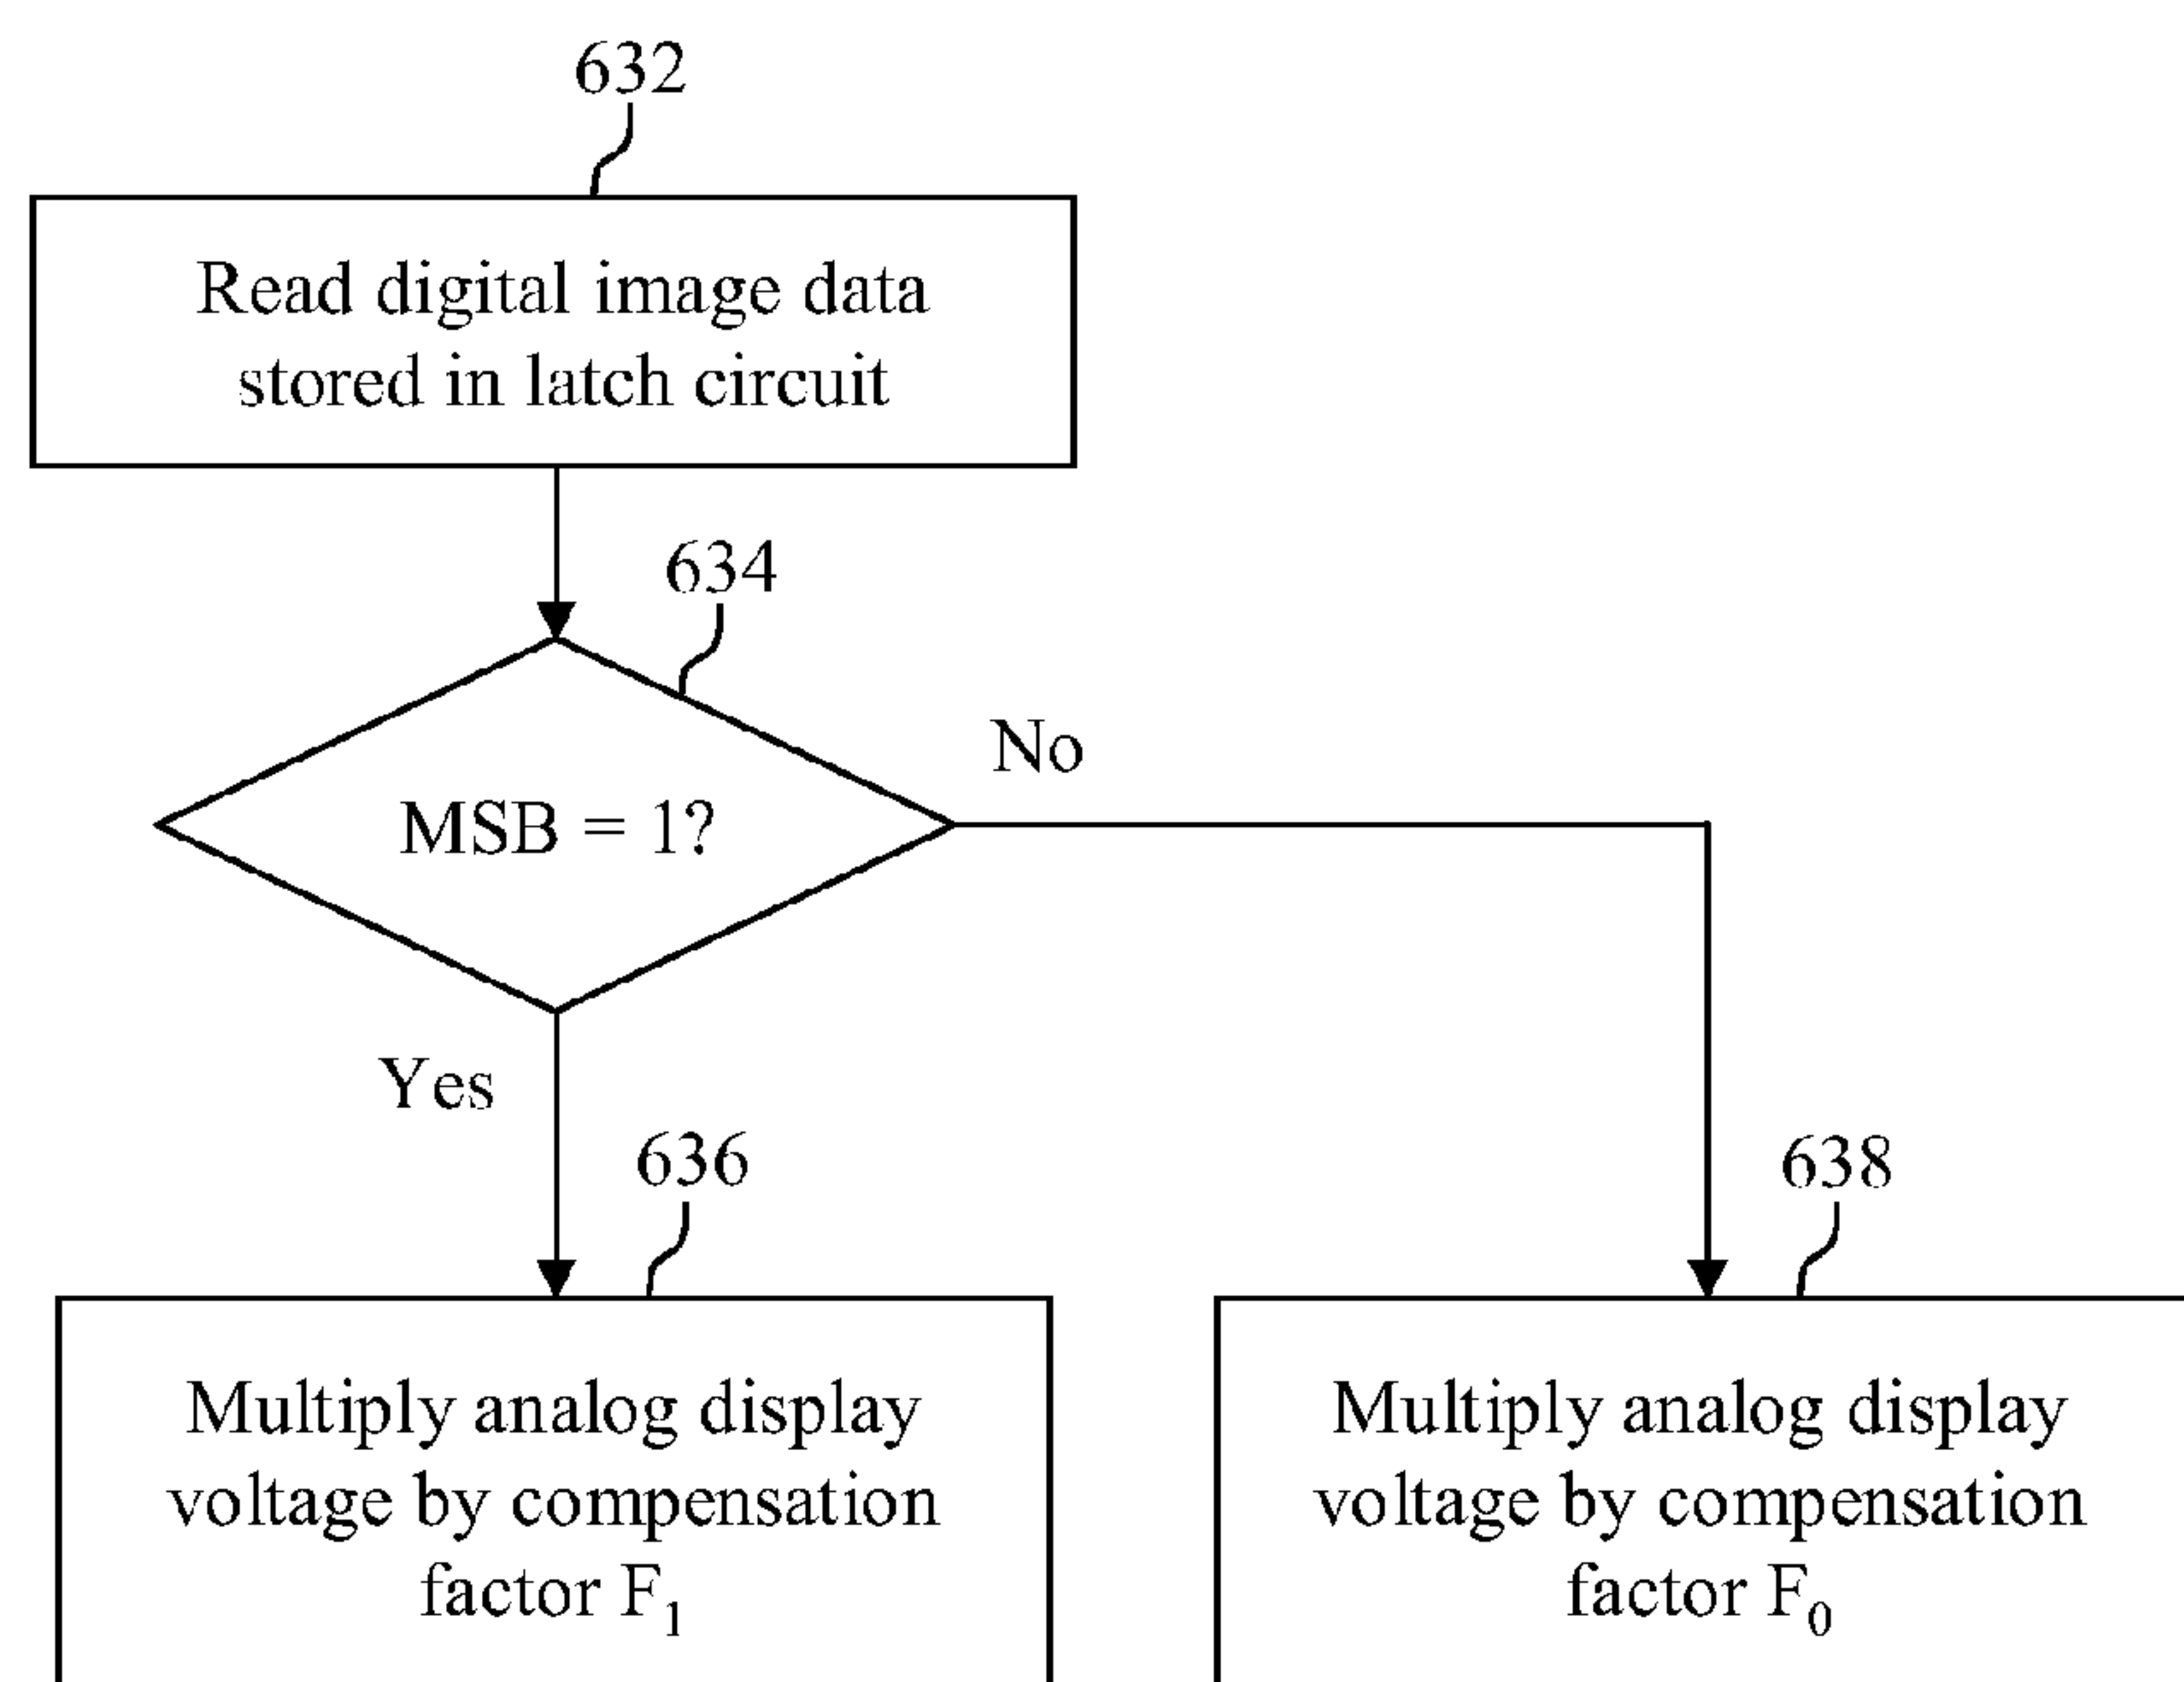 632
Read digital image data
stored in latch circuit
634
No
MSB = 1?
Yes
636
638
Multiply analog display
voltage by compensation
factor F₁
Multiply analog display
voltage by compensation
factor F₀